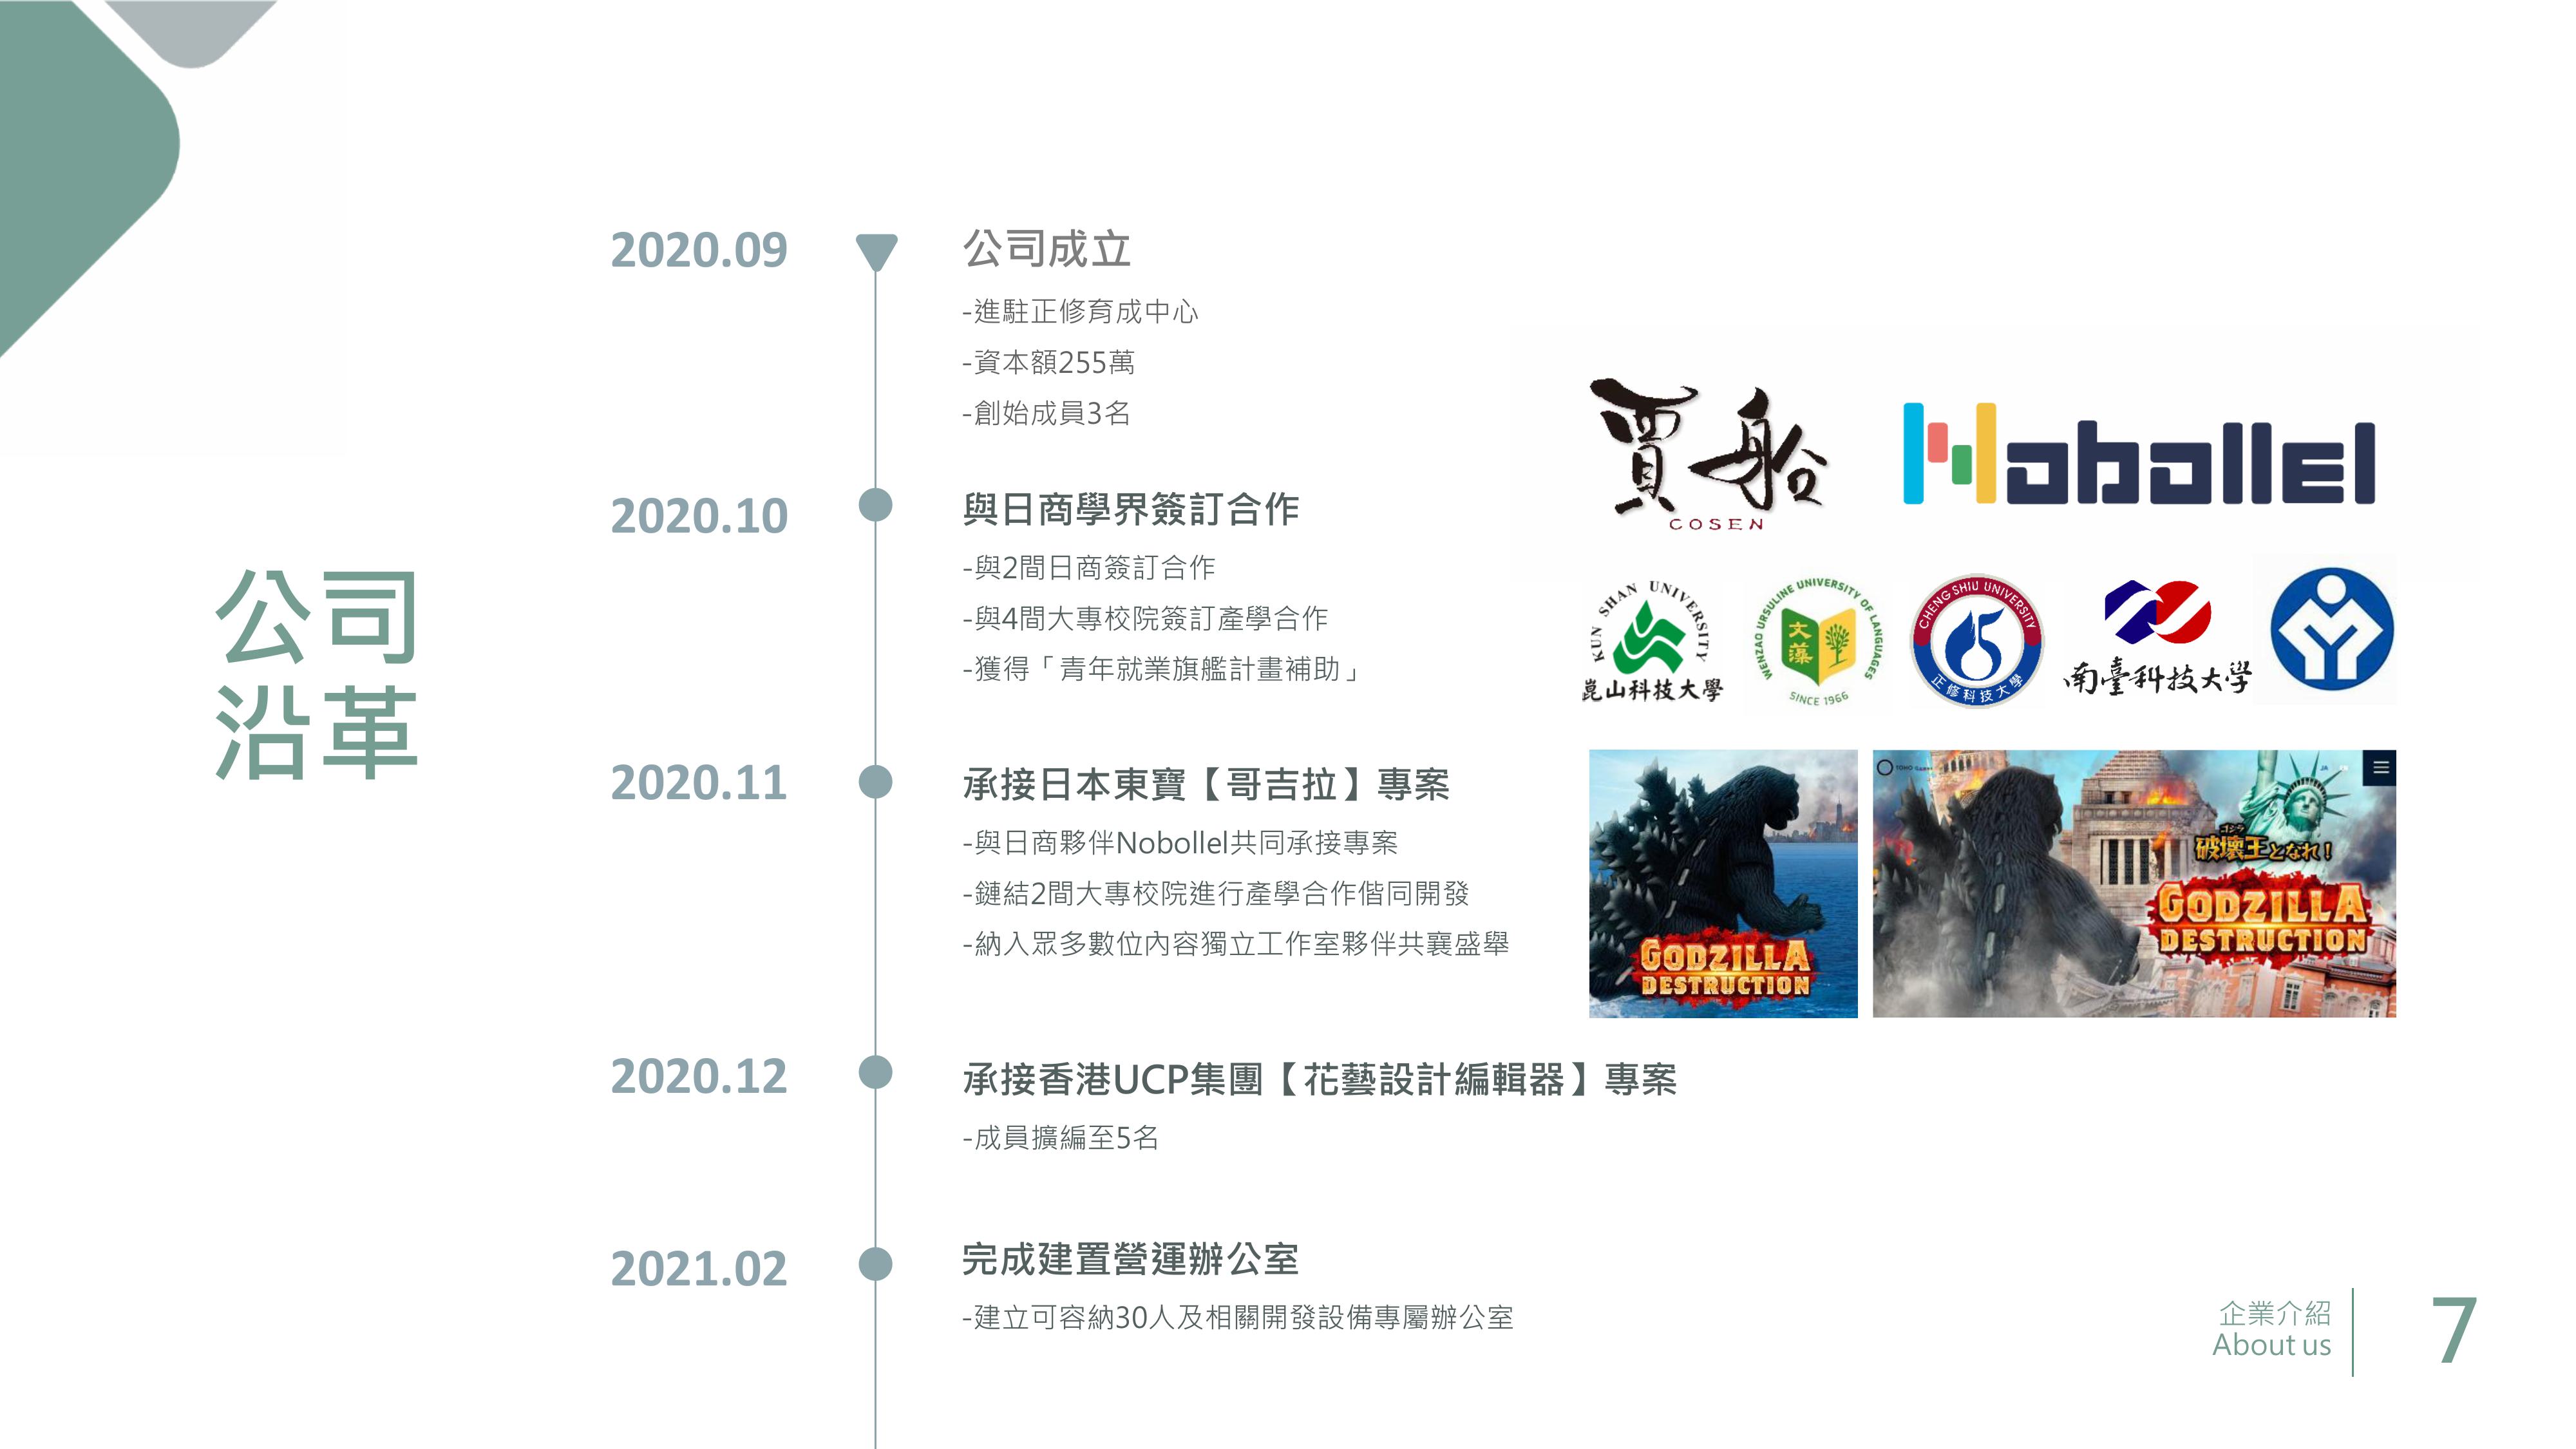 公司
沿革
2020.09
公司成立
-進駐正修育成中心
-資本額255萬
-創始成員3名
2020.10
與日商學界簽訂合作
-與2間日商簽訂合作
-與4間大專校院簽訂產學合作
-獲得「青年就業旗艦計畫補助」
2020.11
承接日本東寶【哥吉拉】專案
-與日商夥伴Nobollel共同承接專案
-鏈結2間大專校院進行產學合作偕同開發
-納入眾多數位內容獨立工作室夥伴共襄盛舉
2020.12
承接香港UCP集團【花藝設計編輯器】專案
-成員擴編至5名
2021.02
完成建置營運辦公室
-建立可容納30人及相關開發設備專屬辦公室
賈船
COSEN
Nobollel
KUN SHAN UNIVERSITY
崑山科技大學
WENZAO URSULINE UNIVERSITY OF LANGUAGES
文藻
SINCE 1966
CHENG SHIU UNIVERSITY
正修科技大學
南臺科技大學
GODZILLA
DESTRUCTION
TOHO GAMES
JA
ゴジラ
破壊王となれ!
GODZILLA
DESTRUCTION
企業介紹
About us
7